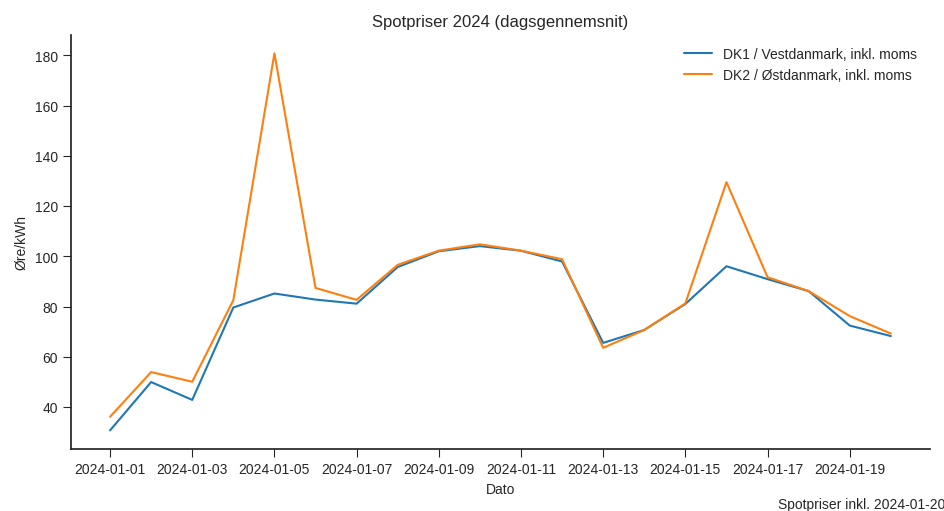 Spotpriser 2024 (dagsgennemsnit)
DK1 / Vestdanmark, inkl. moms
DK2 / Østdanmark, inkl. moms
Øre/kWh
180
160
140
120
100
80
60
40
2024-01-01 2024-01-03 2024-01-05 2024-01-07 2024-01-09 2024-01-11 2024-01-13 2024-01-15 2024-01-17 2024-01-19
Dato
Spotpriser inkl. 2024-01-20